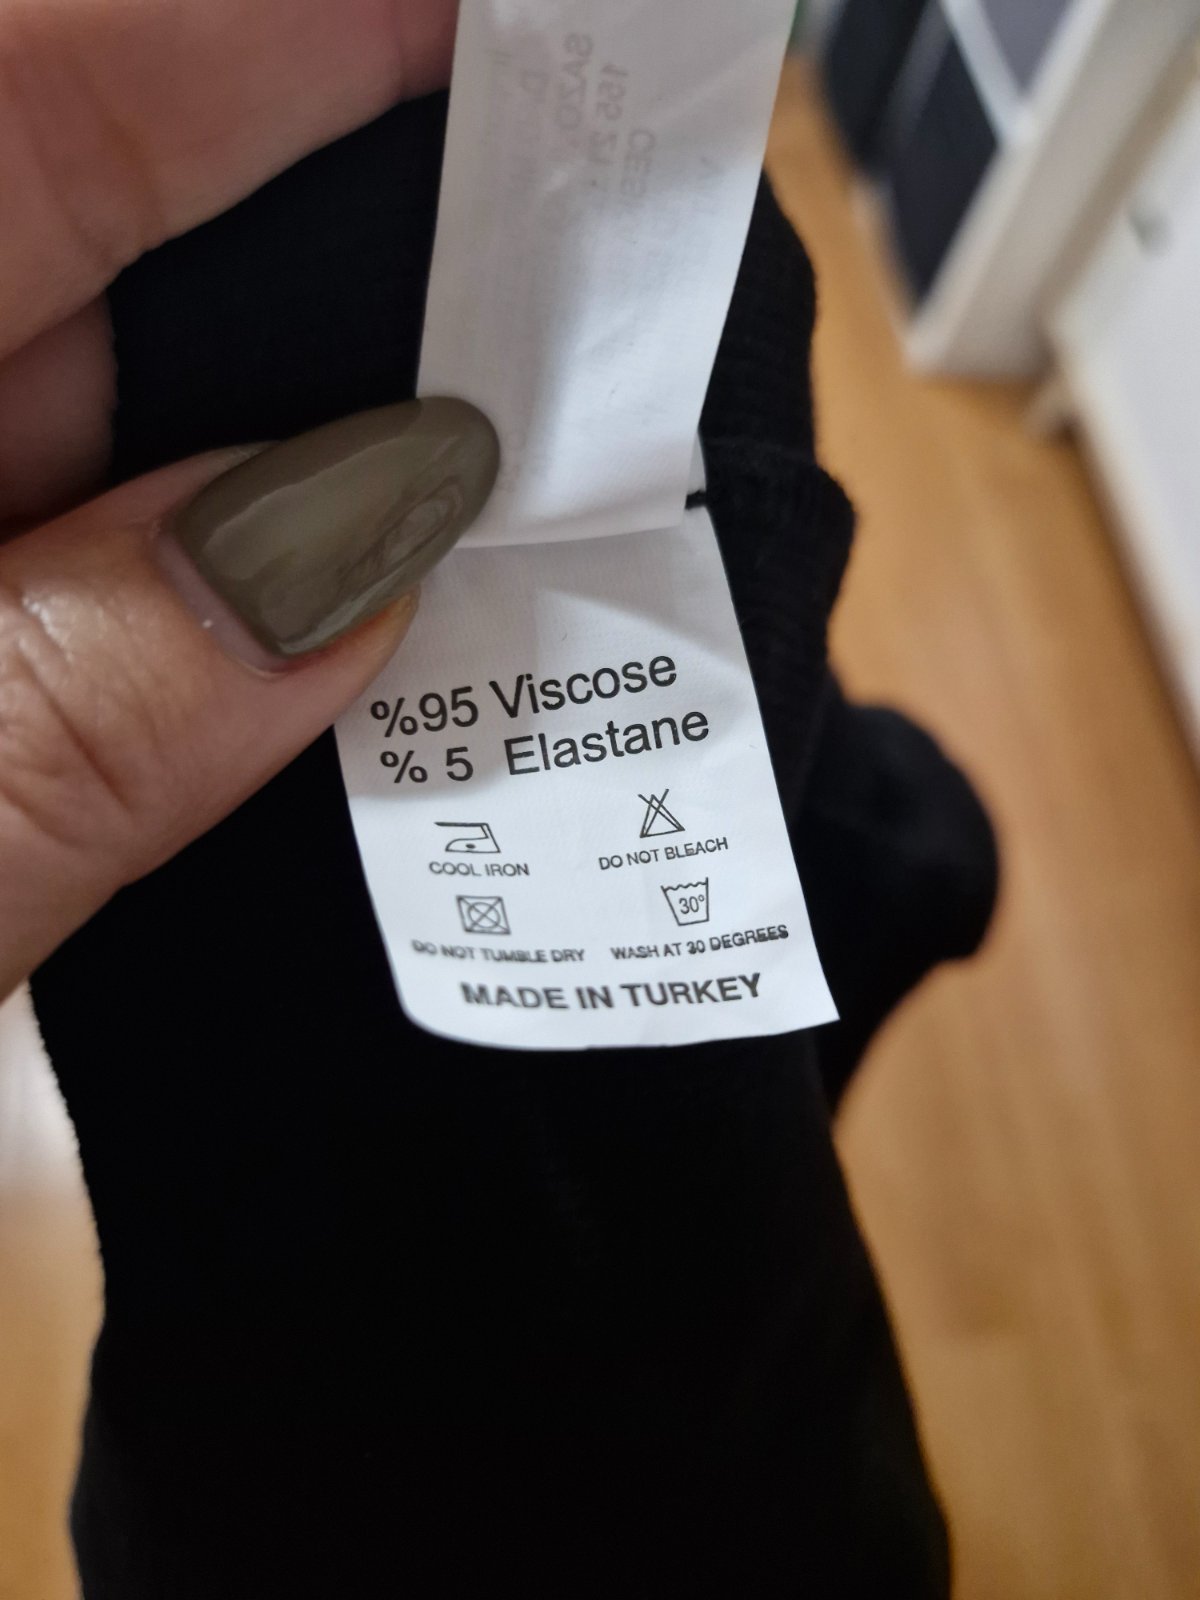 %95 Viscose
% 5 Elastane
COOL IRON
DO NOT BLEACH
30°
DO NOT TUMBLE DRY
WASH AT 30 DEGREES
MADE IN TURKEY